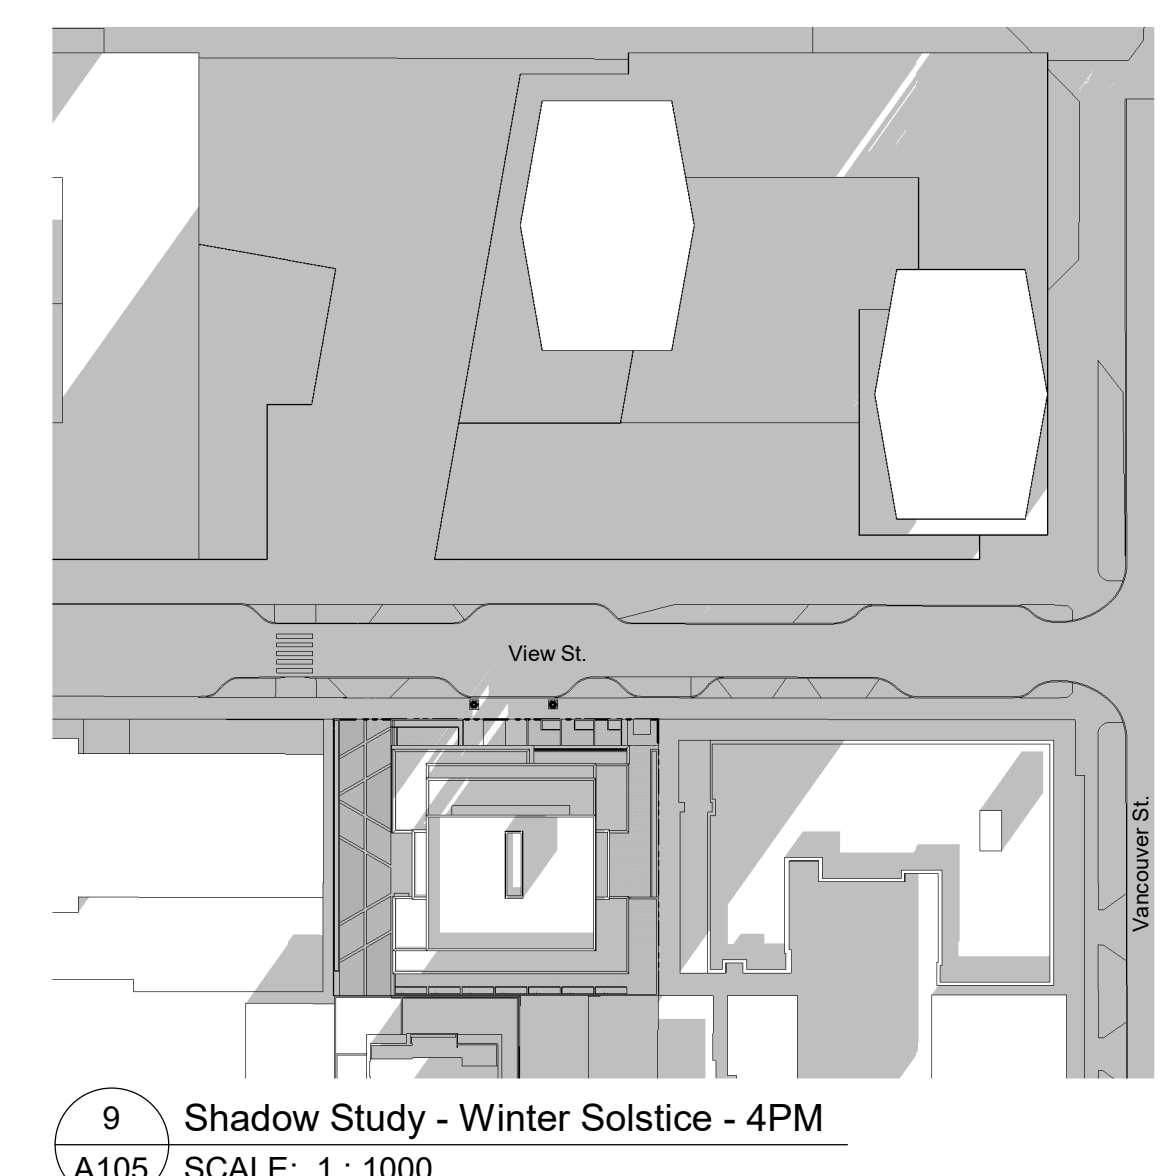 View St.
Vancouver St.
9
Shadow Study - Winter Solstice - 4PM
A105
SCALE: 1 : 1000